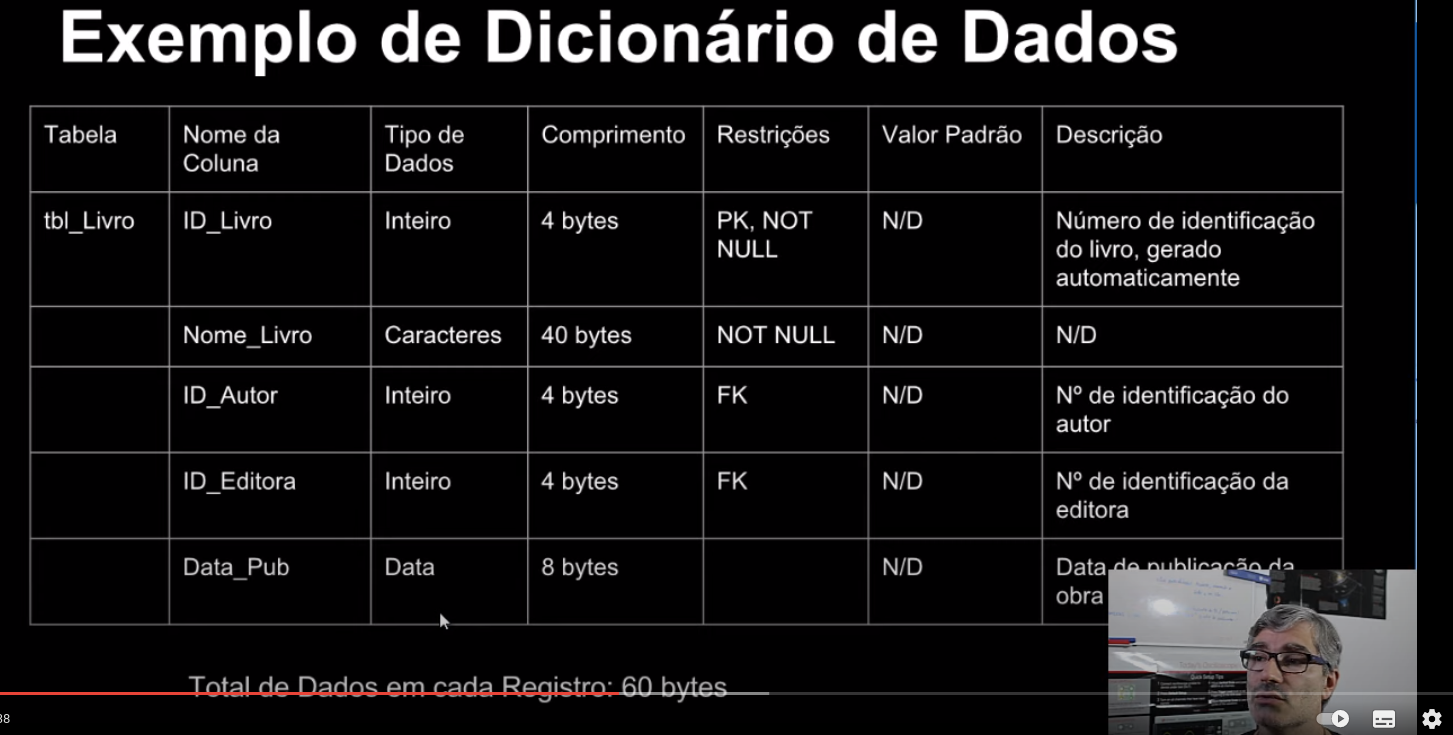 Exemplo de Dicionário de Dados
Tabela
Nome da
Coluna
Tipo de
Dados
Comprimento
Restrições
Valor Padrão
Descrição
tbl_Livro
ID_Livro
Inteiro
4 bytes
PK, NOT
NULL
N/D
Número de identificação
do livro, gerado
automaticamente
Nome_Livro
Caracteres
40 bytes
NOT NULL
N/D
N/D
ID_Autor
Inteiro
4 bytes
FK
N/D
Nº de identificação do
autor
ID_Editora
Inteiro
4 bytes
FK
N/D
Nº de identificação da
editora
Data_Pub
Data
8 bytes
N/D
Data de publicação da
obra
Total de Dados em cada Registro: 60 bytes
38